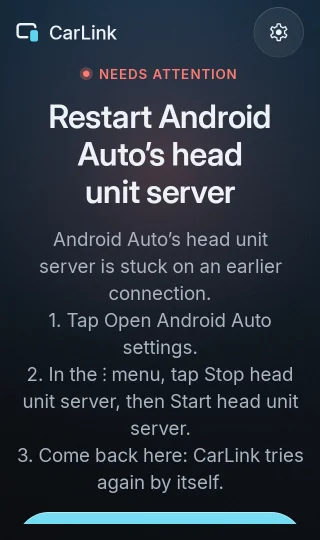 CarLink
NEEDS ATTENTION
Restart Android
Auto’s head
unit server
Android Auto’s head unit
server is stuck on an earlier
connection.
1. Tap Open Android Auto
settings.
2. In the ⋮ menu, tap Stop head
unit server, then Start head unit
server.
3. Come back here: CarLink tries
again by itself.